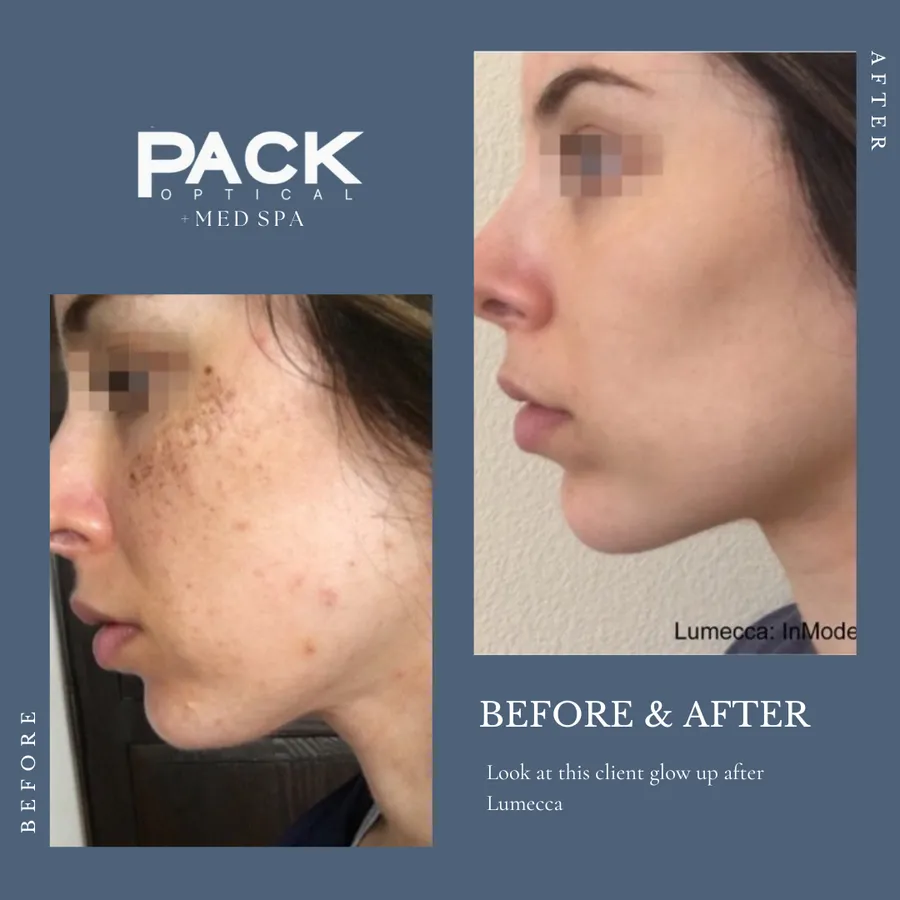 PACK
OPTICAL
+MED SPA
BEFORE
AFTER
Lumecca: InMode
BEFORE & AFTER
Look at this client glow up after
Lumecca